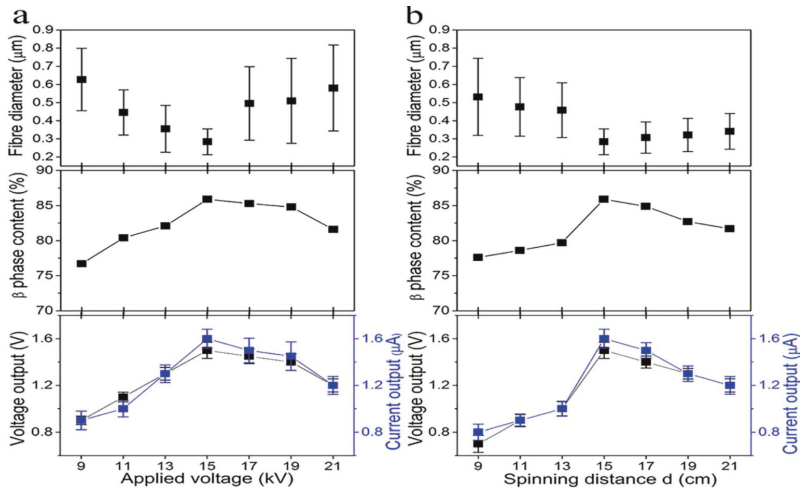 a
b
Fibre diameter (μm)
0.9
0.8
0.7
0.6
0.5
0.4
0.3
0.2
β phase content (%)
90
85
80
75
70
Voltage output (V)
1.6
1.2
0.8
Current output (μA)
1.6
1.2
0.8
9 11 13 15 17 19 21
Applied voltage (kV)
Fibre diameter (μm)
0.9
0.8
0.7
0.6
0.5
0.4
0.3
0.2
β phase content (%)
90
85
80
75
70
Voltage output (V)
1.6
1.2
0.8
Current output (μA)
1.6
1.2
0.8
9 11 13 15 17 19 21
Spinning distance d (cm)